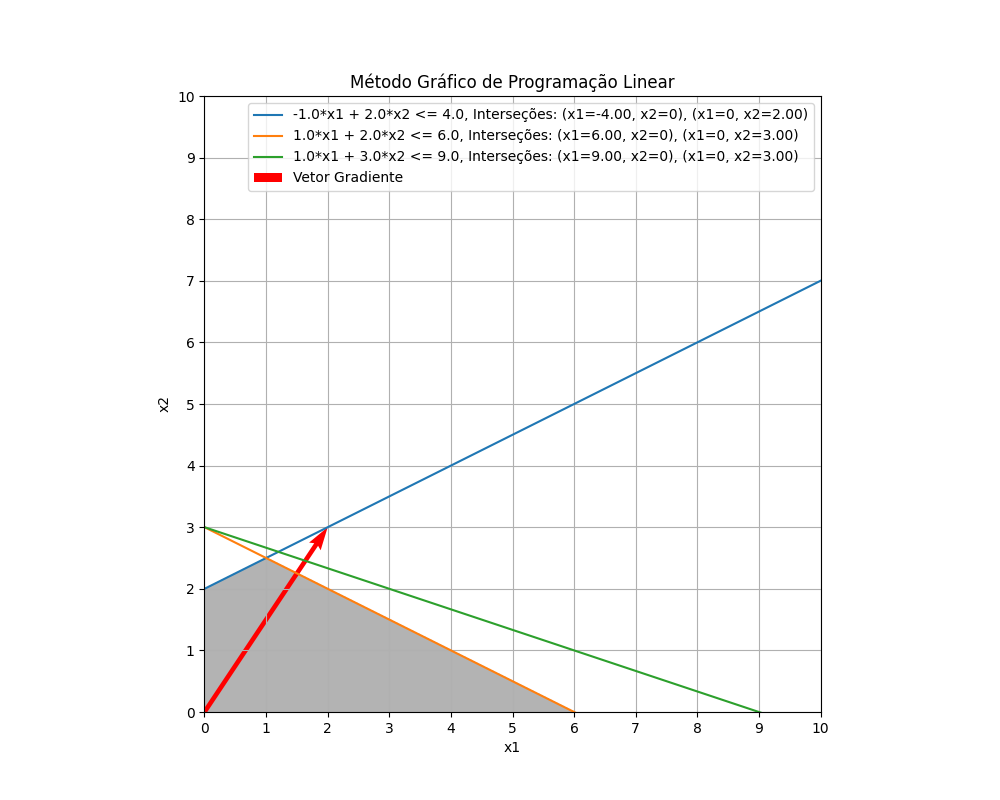 Método Gráfico de Programação Linear
-1.0*x1 + 2.0*x2 <= 4.0, Interseções: (x1=-4.00, x2=0), (x1=0, x2=2.00)
1.0*x1 + 2.0*x2 <= 6.0, Interseções: (x1=6.00, x2=0), (x1=0, x2=3.00)
1.0*x1 + 3.0*x2 <= 9.0, Interseções: (x1=9.00, x2=0), (x1=0, x2=3.00)
Vetor Gradiente
10
9
8
7
6
5
4
3
2
1
0
x2
0 1 2 3 4 5 6 7 8 9 10
x1